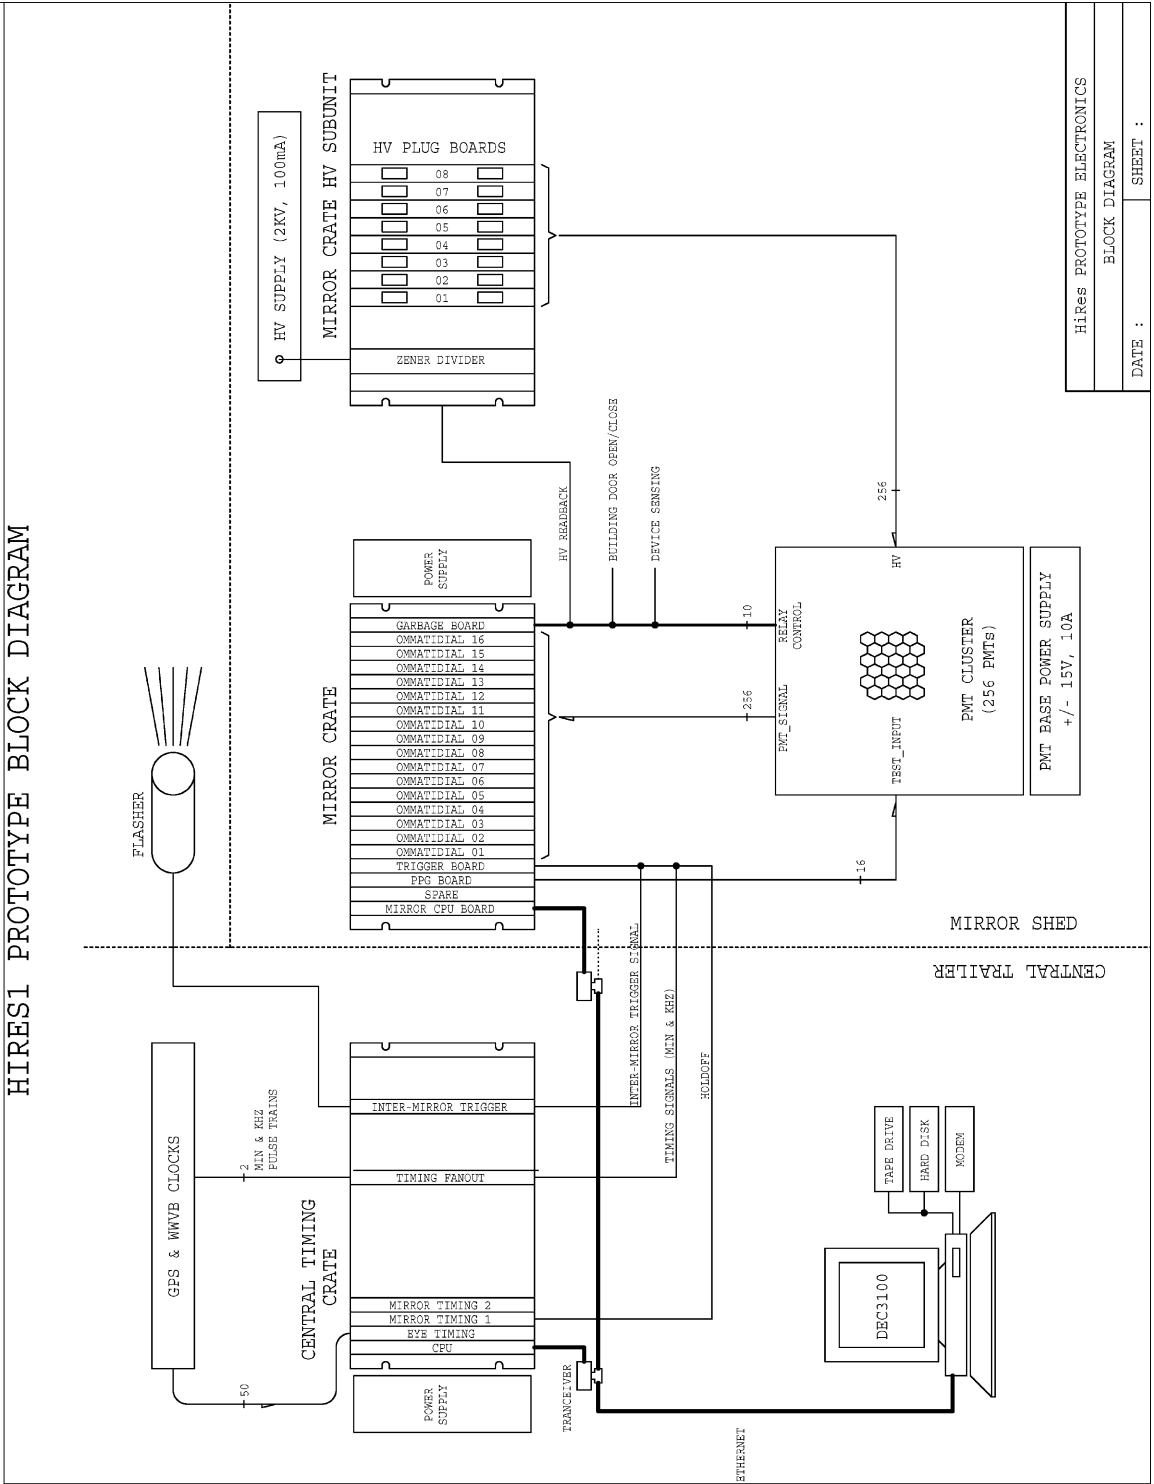 HIRES1 PROTOTYPE BLOCK DIAGRAM
GPS & WWVB CLOCKS
50
2
MIN & KHZ
PULSE TRAINS
FLASHER
CENTRAL TIMING
CRATE
POWER
SUPPLY
CPU
EYE TIMING
MIRROR TIMING 1
MIRROR TIMING 2
TIMING FANOUT
INTER-MIRROR TRIGGER
MIRROR CRATE
MIRROR CPU BOARD
SPARE
PPG BOARD
TRIGGER BOARD
OMMATIDIAL 01
OMMATIDIAL 02
OMMATIDIAL 03
OMMATIDIAL 04
OMMATIDIAL 05
OMMATIDIAL 06
OMMATIDIAL 07
OMMATIDIAL 08
OMMATIDIAL 09
OMMATIDIAL 10
OMMATIDIAL 11
OMMATIDIAL 12
OMMATIDIAL 13
OMMATIDIAL 14
OMMATIDIAL 15
OMMATIDIAL 16
GARBAGE BOARD
POWER
SUPPLY
HV SUPPLY (2KV, 100mA)
MIRROR CRATE HV SUBUNIT
ZENER DIVIDER
01
02
03
04
05
06
07
08
HV PLUG BOARDS
HV READBACK
BUILDING DOOR OPEN/CLOSE
DEVICE SENSING
TRANCEIVER
INTER-MIRROR TRIGGER SIGNAL
TIMING SIGNALS (MIN & KHZ)
HOLDOFF
ETHERNET
16
256
10
256
PMT_SIGNAL
RELAY
CONTROL
TEST_INPUT
HV
PMT CLUSTER
(256 PMTs)
PMT BASE POWER SUPPLY
+/- 15V, 10A
DEC3100
TAPE DRIVE
HARD DISK
MODEM
CENTRAL TRAILER
MIRROR SHED
HiRes PROTOTYPE ELECTRONICS
BLOCK DIAGRAM
DATE :
SHEET :